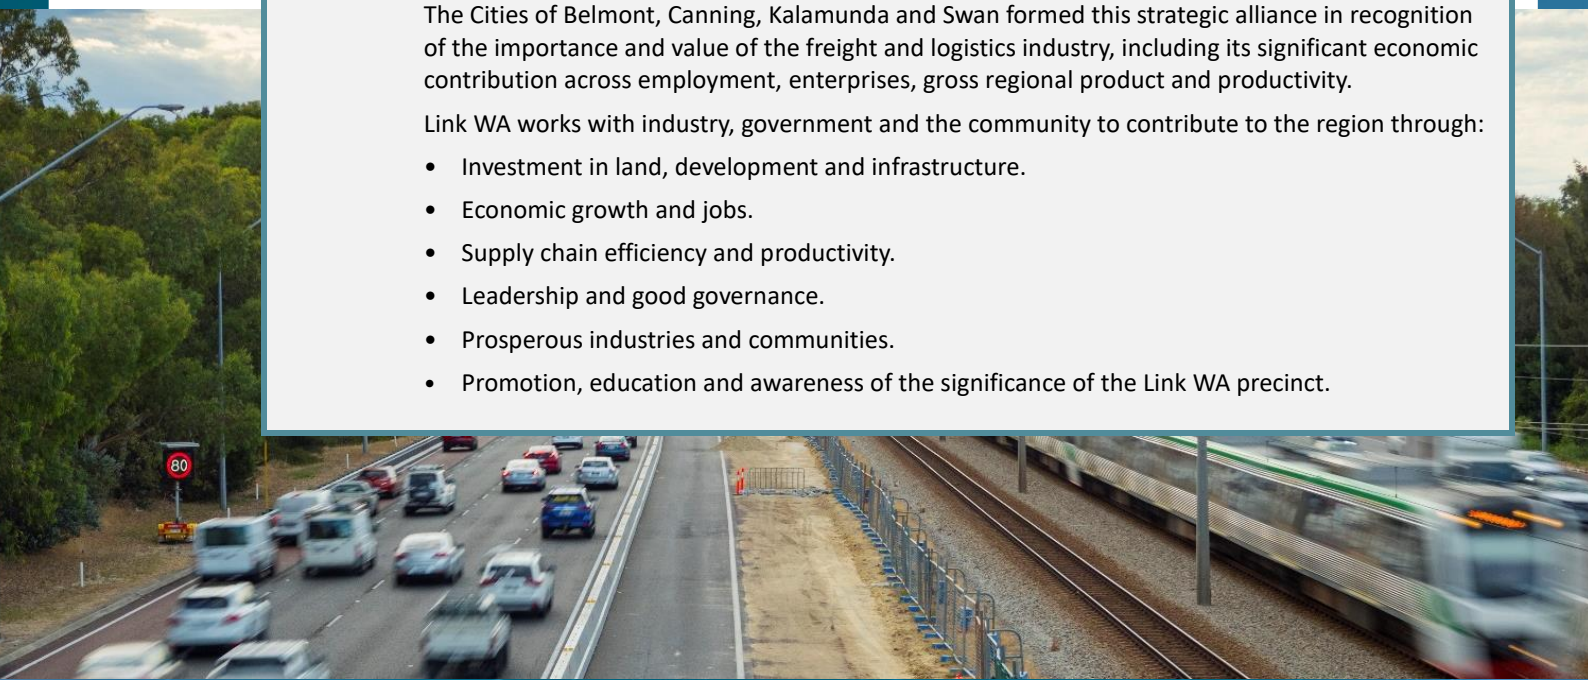 The Cities of Belmont, Canning, Kalamunda and Swan formed this strategic alliance in recognition
of the importance and value of the freight and logistics industry, including its significant economic
contribution across employment, enterprises, gross regional product and productivity.
Link WA works with industry, government and the community to contribute to the region through:
• Investment in land, development and infrastructure.
• Economic growth and jobs.
• Supply chain efficiency and productivity.
• Leadership and good governance.
• Prosperous industries and communities.
• Promotion, education and awareness of the significance of the Link WA precinct.
80